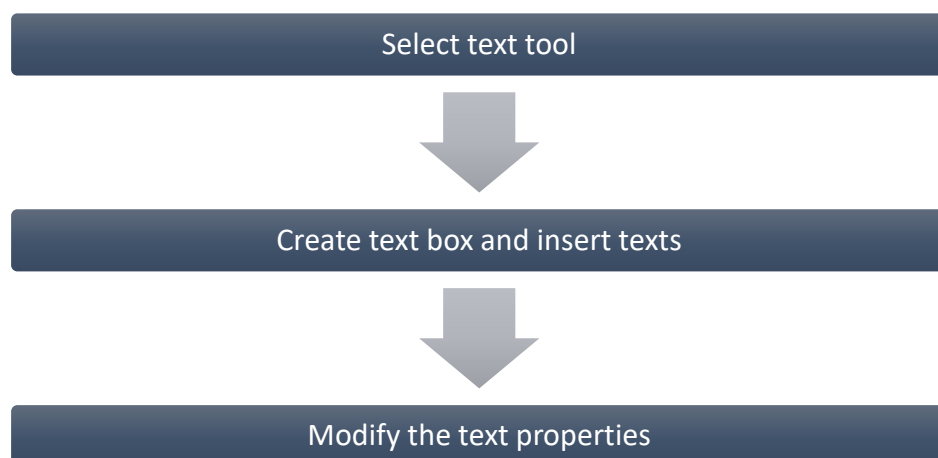 Select text tool
Create text box and insert texts
Modify the text properties